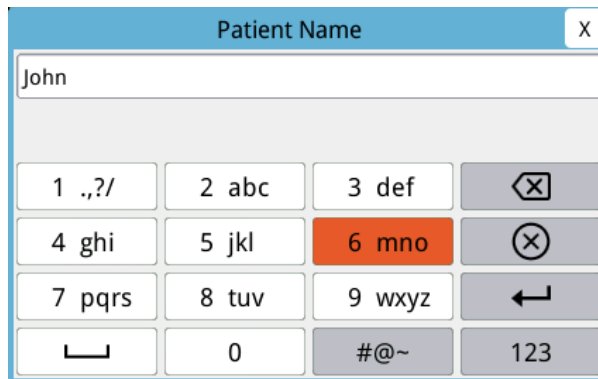 Patient Name X
John
1 .,?/ 2 abc 3 def
4 ghi 5 jkl 6 mno
7 pqrs 8 tuv 9 wxyz
0 #@~ 123